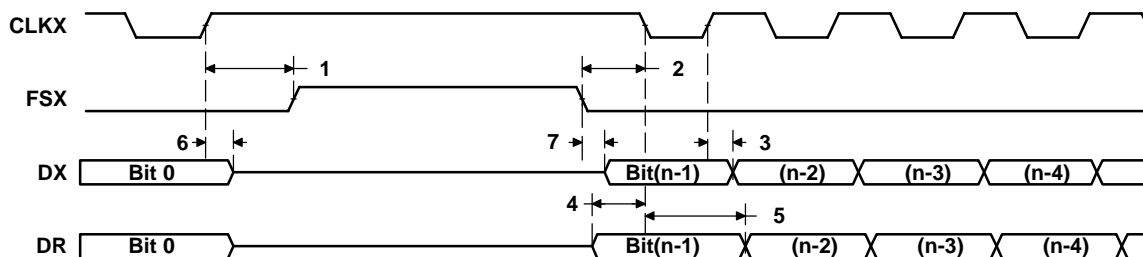 CLKX
1
2
FSX
6
7
3
DX
Bit 0
Bit(n-1)
(n-2)
(n-3)
(n-4)
4
5
DR
Bit 0
Bit(n-1)
(n-2)
(n-3)
(n-4)